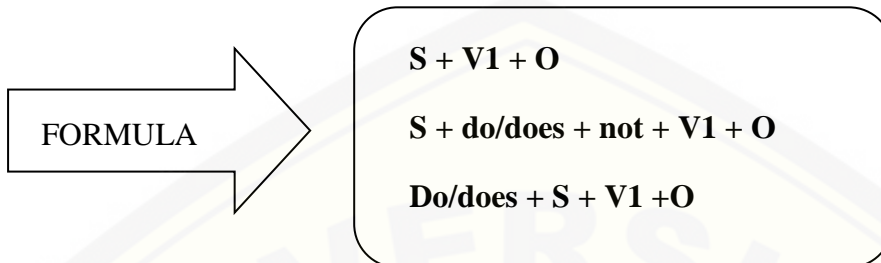 FORMULA
S + V1 + O
S + do/does + not + V1 + O
Do/does + S + V1 +O